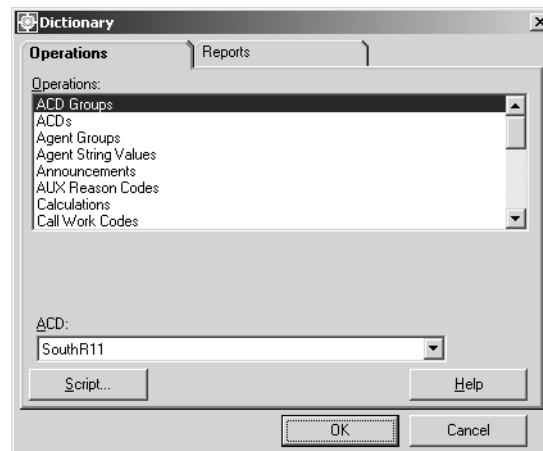 Dictionary
Operations
Reports
Operations:
ACD Groups
ACDs
Agent Groups
Agent String Values
Announcements
AUX Reason Codes
Calculations
Call Work Codes
ACD:
SouthR11
Script...
Help
OK
Cancel